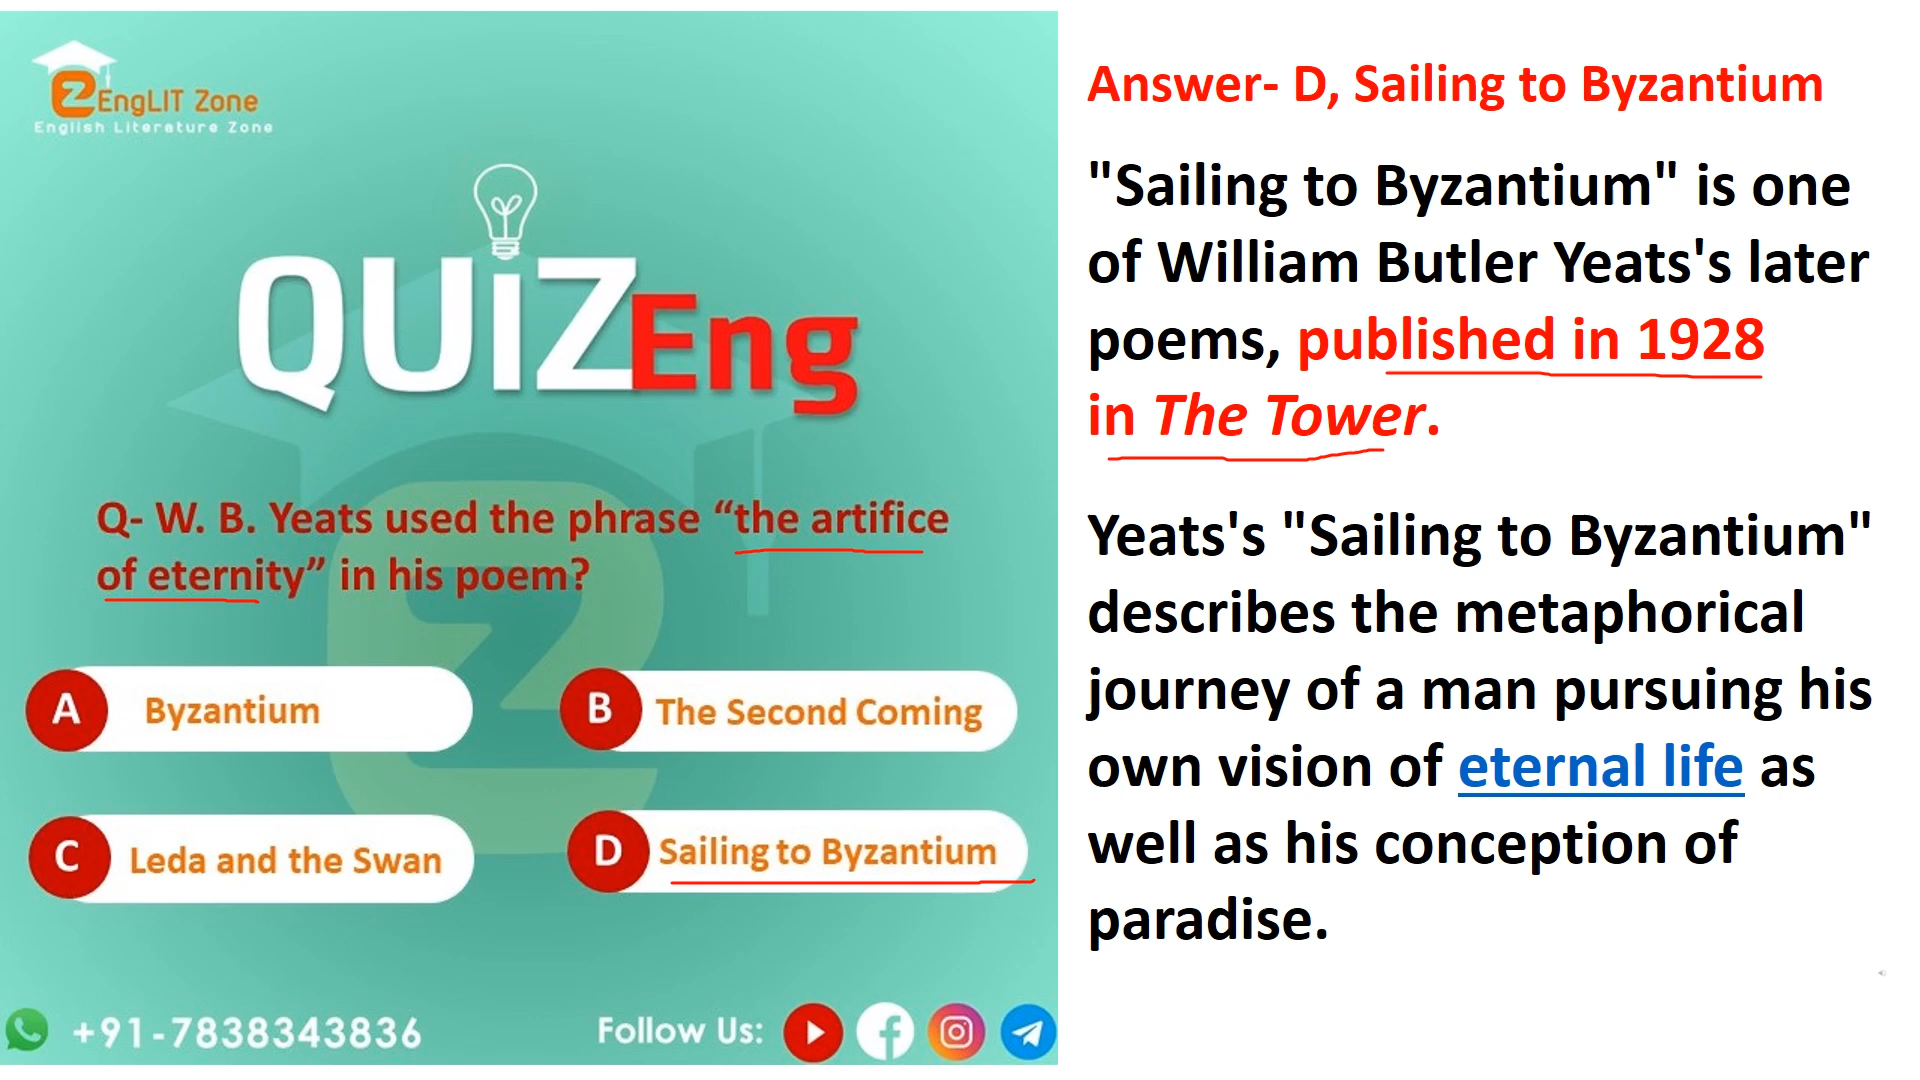 EngLIT Zone
English Literature Zone
QUiZEng
Q- W. B. Yeats used the phrase “the artifice
of eternity” in his poem?
A Byzantium
B The Second Coming
C Leda and the Swan
D Sailing to Byzantium
+91-7838343836
Follow Us:
Answer- D, Sailing to Byzantium
"Sailing to Byzantium" is one
of William Butler Yeats's later
poems, published in 1928
in The Tower.
Yeats's "Sailing to Byzantium"
describes the metaphorical
journey of a man pursuing his
own vision of eternal life as
well as his conception of
paradise.